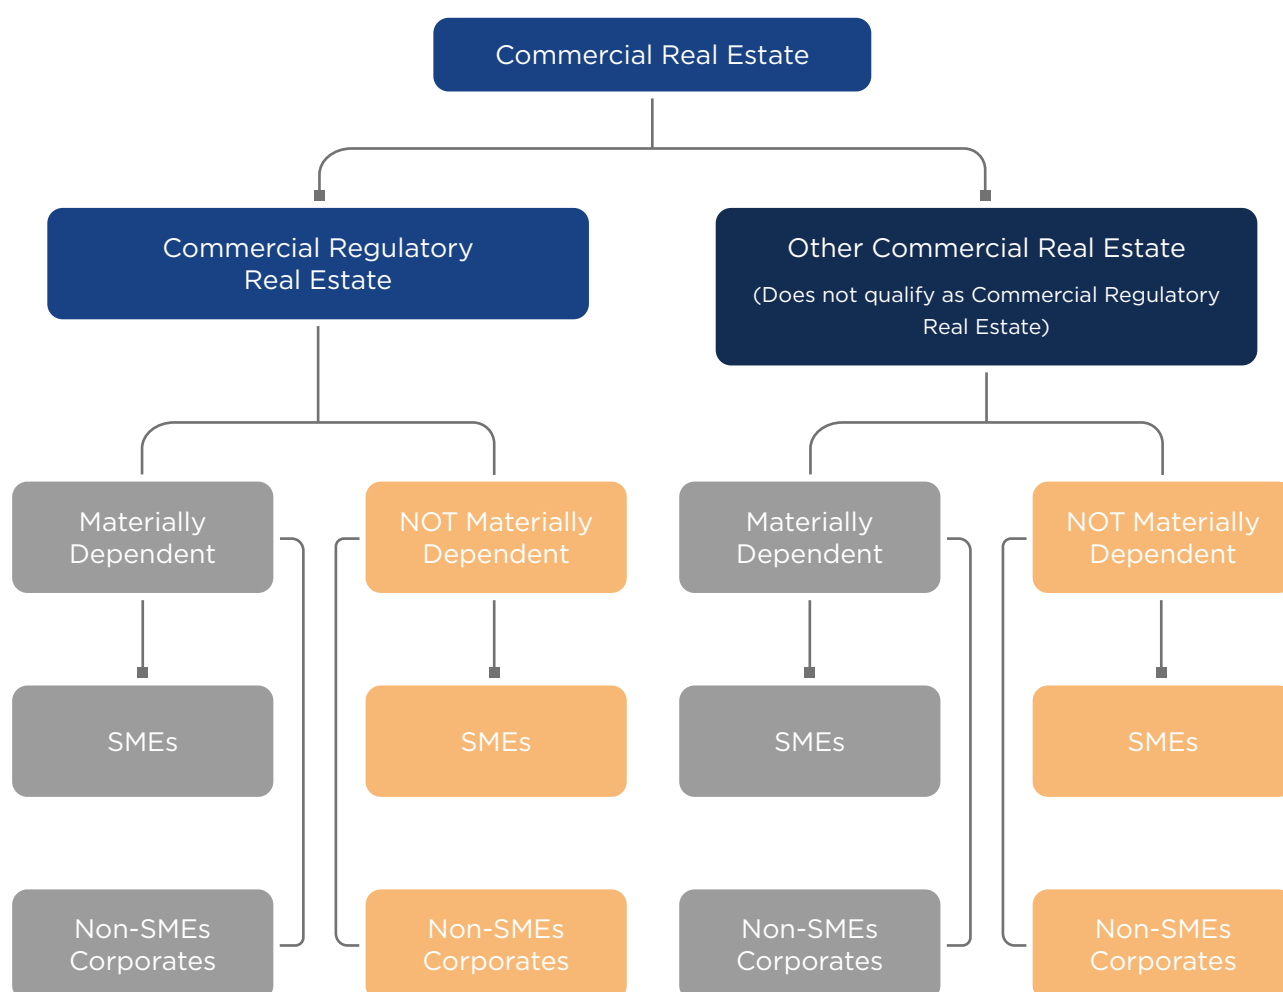 Commercial Real Estate
Commercial Regulatory
Real Estate
Other Commercial Real Estate
(Does not qualify as Commercial Regulatory
Real Estate)
Materially
Dependent
NOT Materially
Dependent
Materially
Dependent
NOT Materially
Dependent
SMEs
SMEs
SMEs
SMEs
Non-SMEs
Corporates
Non-SMEs
Corporates
Non-SMEs
Corporates
Non-SMEs
Corporates